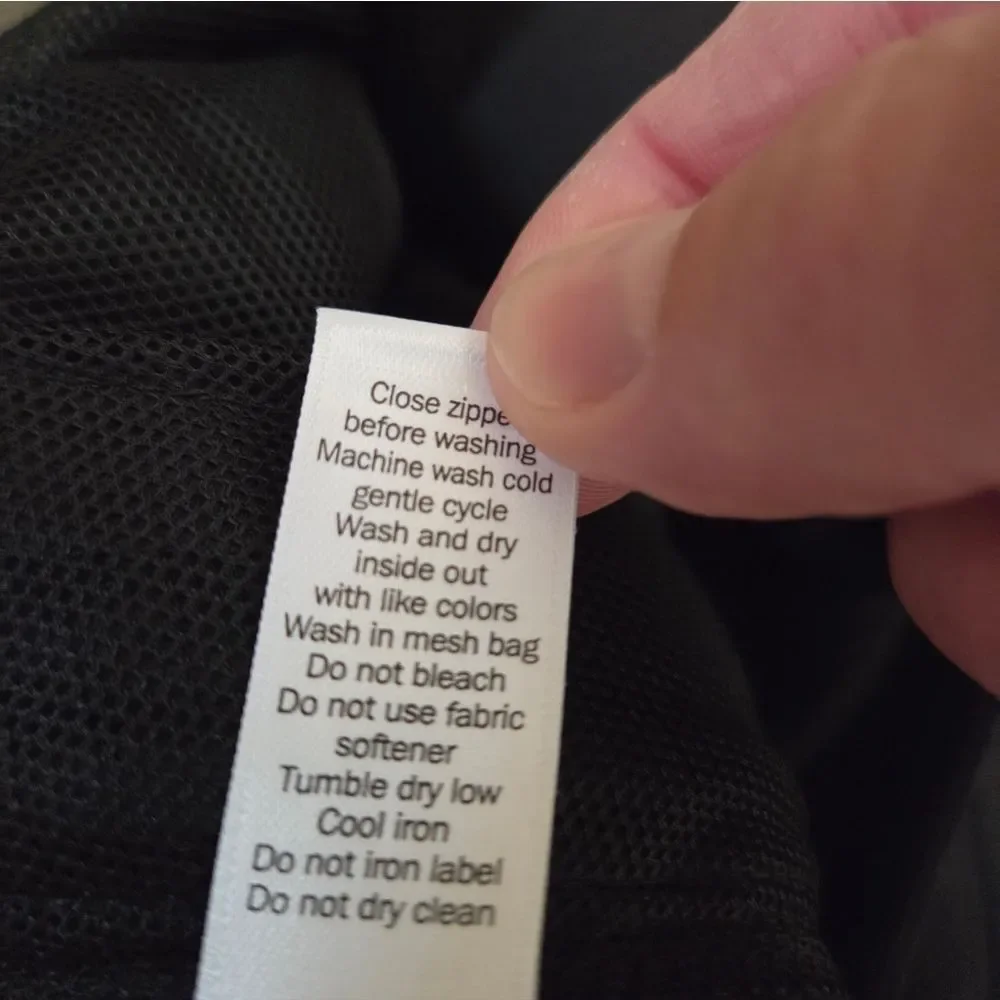 Close zippe
before washing
Machine wash cold
gentle cycle
Wash and dry
inside out
with like colors
Wash in mesh bag
Do not bleach
Do not use fabric
softener
Tumble dry low
Cool iron
Do not iron label
Do not dry clean